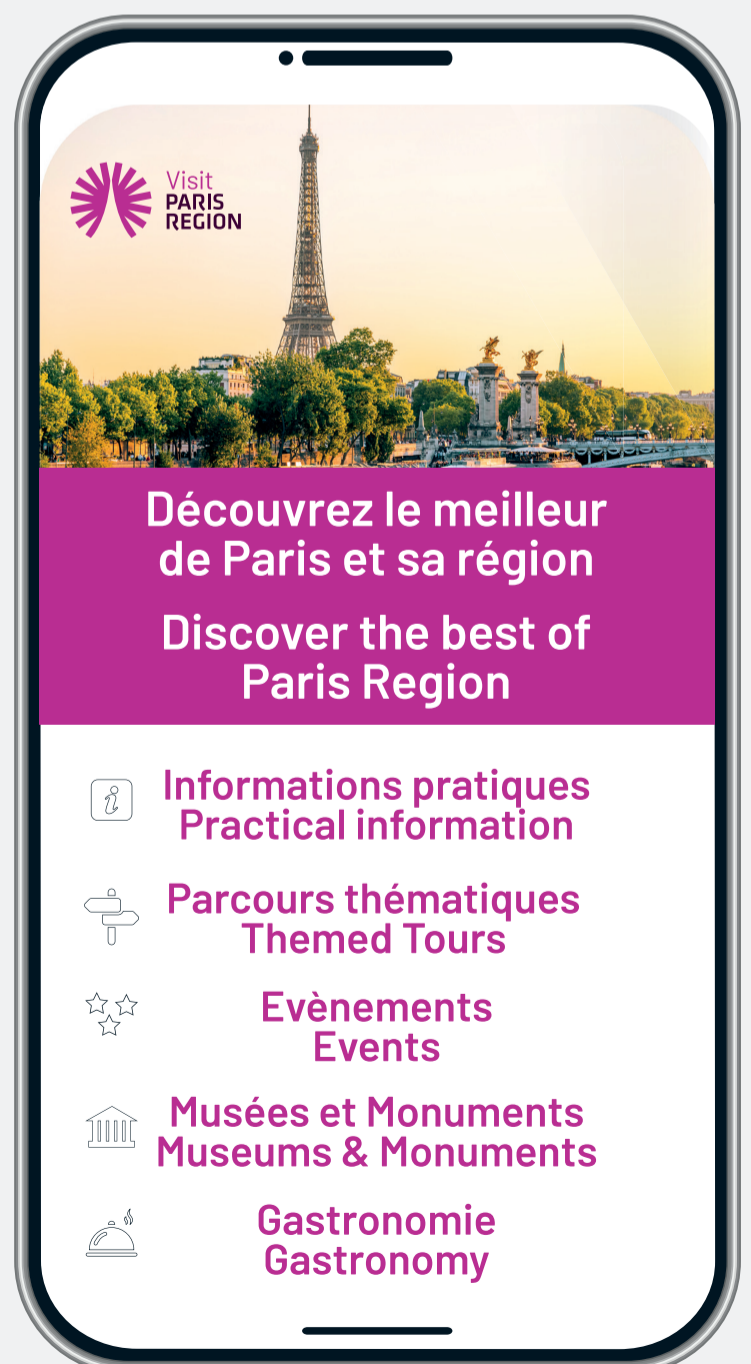 Visit
PARIS
REGION
Découvrez le meilleur
de Paris et sa région
Discover the best of
Paris Region
Informations pratiques
Practical information
Parcours thématiques
Themed Tours
Evènements
Events
Musées et Monuments
Museums & Monuments
Gastronomie
Gastronomy